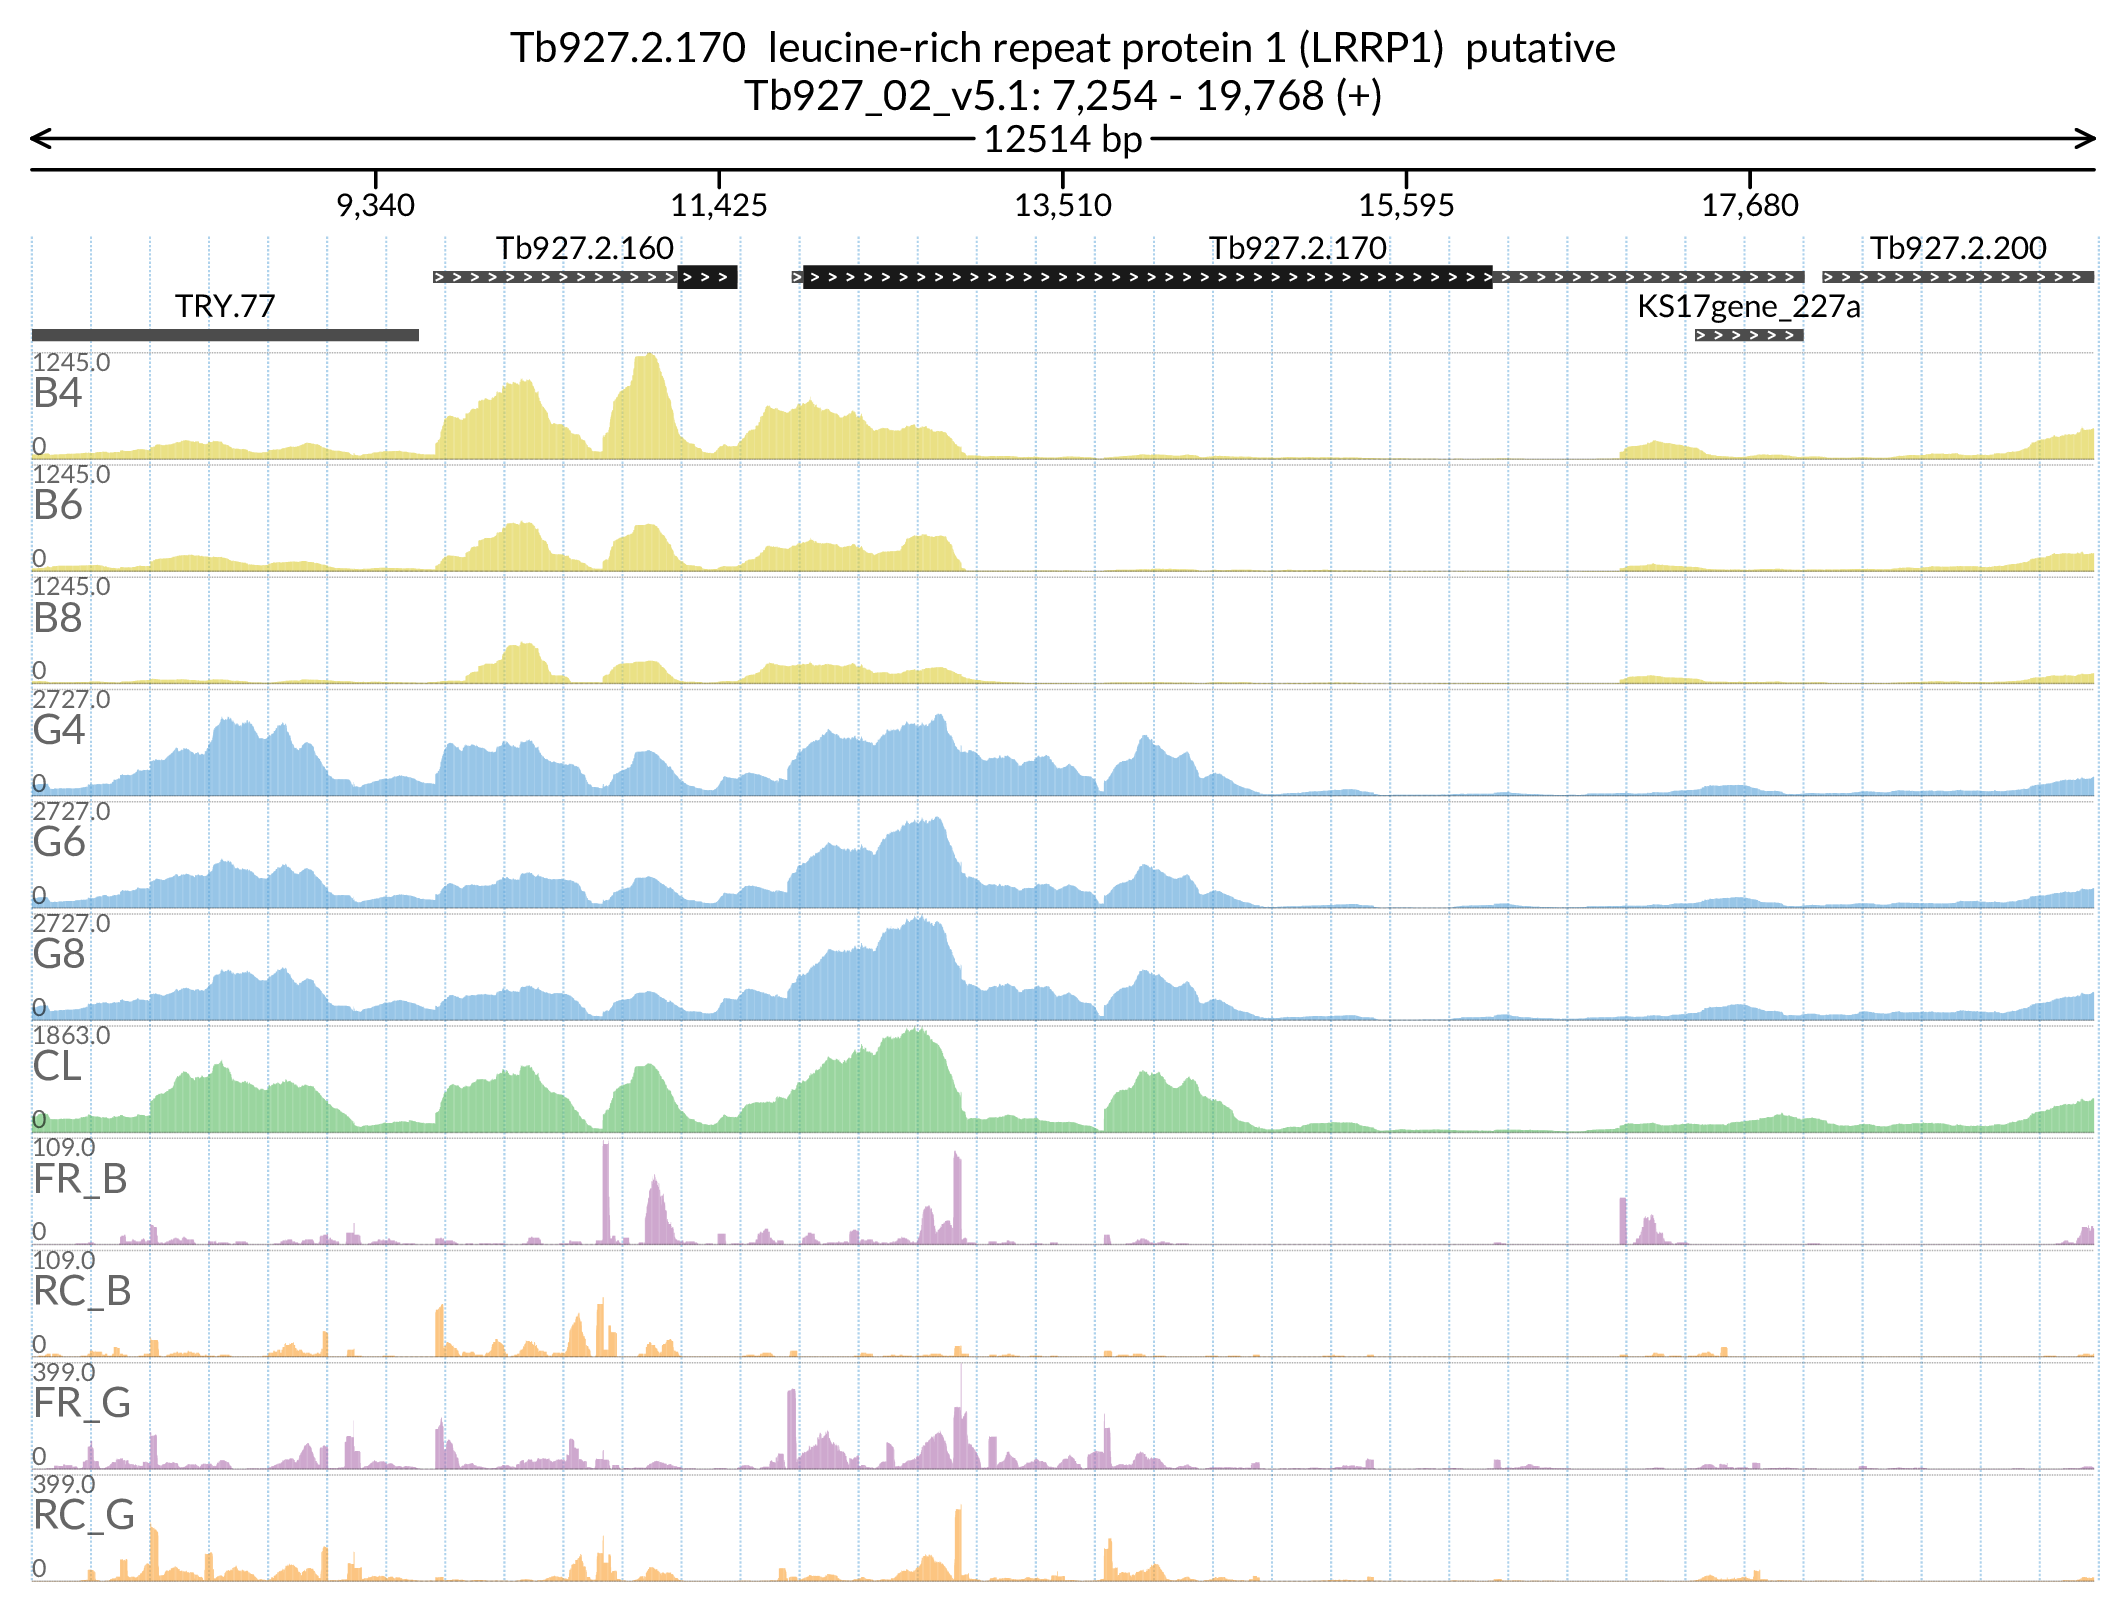 Tb927.2.170 leucine-rich repeat protein 1 (LRRP1) putative
Tb927_02_v5.1: 7,254 - 19,768 (+)
12514 bp
9,340 11,425 13,510 15,595 17,680
Tb927.2.160 Tb927.2.170 Tb927.2.200
TRY.77 KS17gene_227a
1245.0
B4
0
1245.0
B6
0
1245.0
B8
0
2727.0
G4
0
2727.0
G6
0
2727.0
G8
0
1863.0
CL
0
109.0
FR_B
0
109.0
RC_B
0
399.0
FR_G
0
399.0
RC_G
0